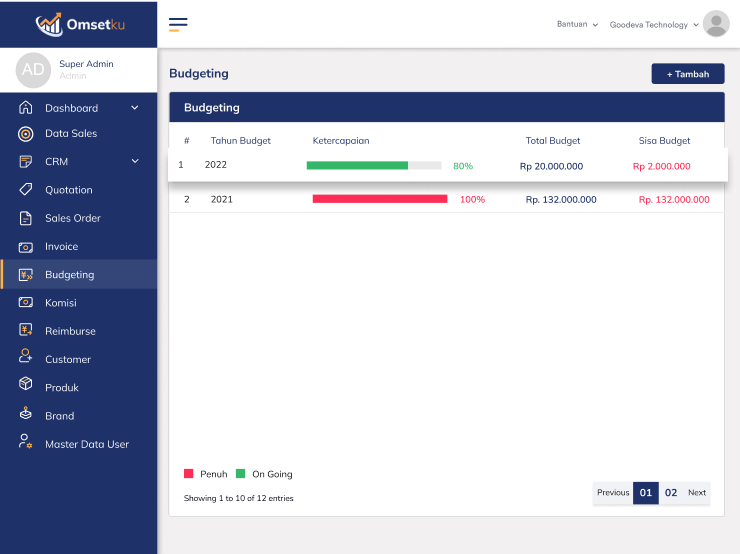 Omsetku
Bantuan
Goodeva Technology
AD
Super Admin
Admin
Dashboard
Data Sales
CRM
Quotation
Sales Order
Invoice
Budgeting
Komisi
Reimburse
Customer
Produk
Brand
Master Data User
Budgeting
+ Tambah
Budgeting
# Tahun Budget Ketercapaian Total Budget Sisa Budget
1 2022 80% Rp 20.000.000 Rp 2.000.000
2 2021 100% Rp. 132.000.000 Rp. 132.000.000
Penuh On Going
Showing 1 to 10 of 12 entries
Previous 01 02 Next